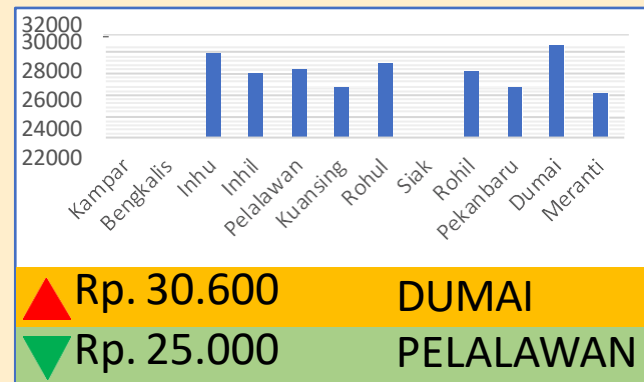 32000
30000
28000
26000
24000
22000
Kampar
Bengkalis
Inhu
Inhil
Pelalawan
Kuansing
Rohul
Siak
Rohil
Pekanbaru
Dumai
Meranti
Rp. 30.600 DUMAI
Rp. 25.000 PELALAWAN